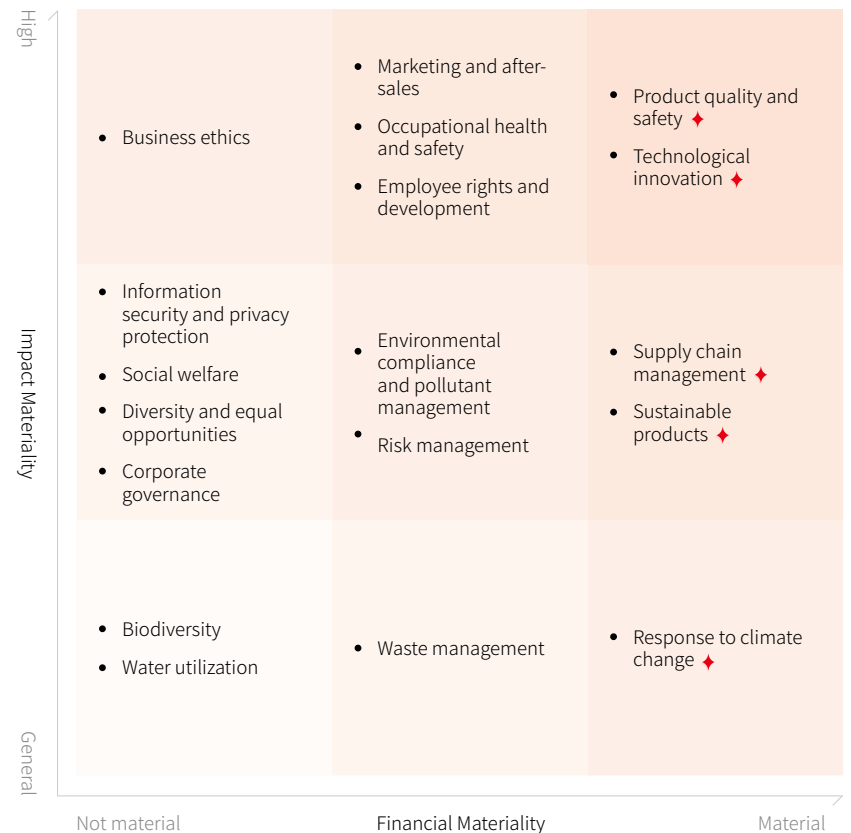 High
Impact Materiality
General
Business ethics
Marketing and after-
sales
Occupational health
and safety
Employee rights and
development
Product quality and
safety
Technological
innovation
Information
security and privacy
protection
Social welfare
Diversity and equal
opportunities
Corporate
governance
Environmental
compliance
and pollutant
management
Risk management
Supply chain
management
Sustainable
products
Biodiversity
Water utilization
Waste management
Response to climate
change
Not material
Financial Materiality
Material